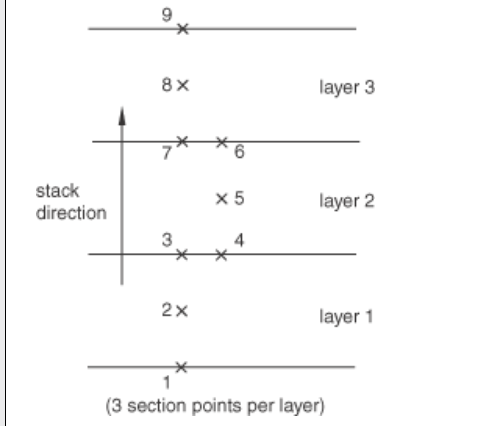 9
8
layer 3
7
6
stack
direction
5
layer 2
3
4
2
layer 1
1
(3 section points per layer)